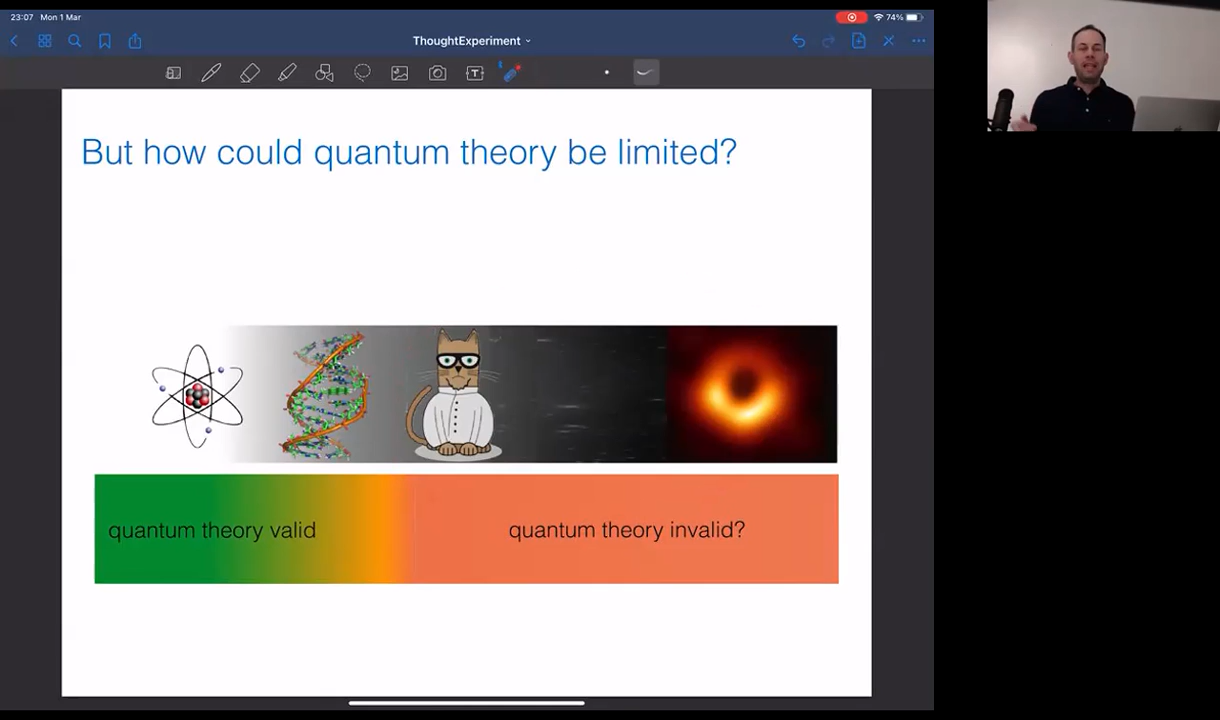 23:07 Mon 1 Mar
74%
ThoughtExperiment
T
But how could quantum theory be limited?
quantum theory valid
quantum theory invalid?